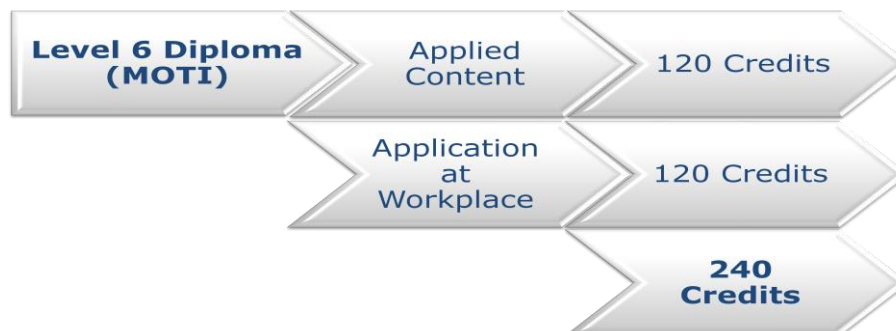 Level 6 Diploma
(MOTI)
Applied
Content
120 Credits
Application
at
Workplace
120 Credits
240
Credits